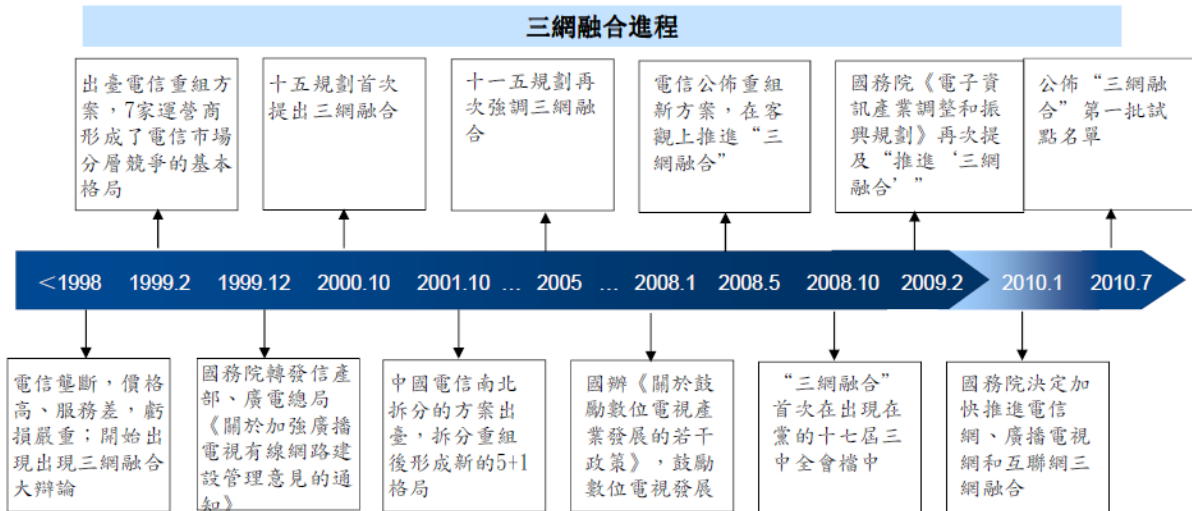 三網融合進程
出臺電信重組方
案，7家運營商
形成了電信市場
分層競爭的基本
格局
十五規劃首次
提出三網融合
十一五規劃再
次強調三網融
合
電信公佈重組
新方案，在客
觀上推進“三
網融合”
國務院《電子資
訊產業調整和振
興規劃》再次提
及“推進‘三網
融合’”
公佈“三網融
合”第一批試
點名單
<1998 1999.2 1999.12 2000.10 2001.10 … 2005 … 2008.1 2008.5 2008.10 2009.2 2010.1 2010.7
電信壟斷，價格
高、服務差，虧
損嚴重；開始出
現出現三網融合
大辯論
國務院轉發信產
部、廣電總局
《關於加強廣播
電視有線網路建
設管理意見的通
知》
中國電信南北
拆分的方案出
臺，拆分重組
後形成新的5+1
格局
國辦《關於鼓
勵數位電視產
業發展的若干
政策》，鼓勵
數位電視發展
“三網融合”
首次在出現在
黨的十七屆三
中全會檔中
國務院決定加
快推進電信
網、廣播電視
網和互聯網三
網融合